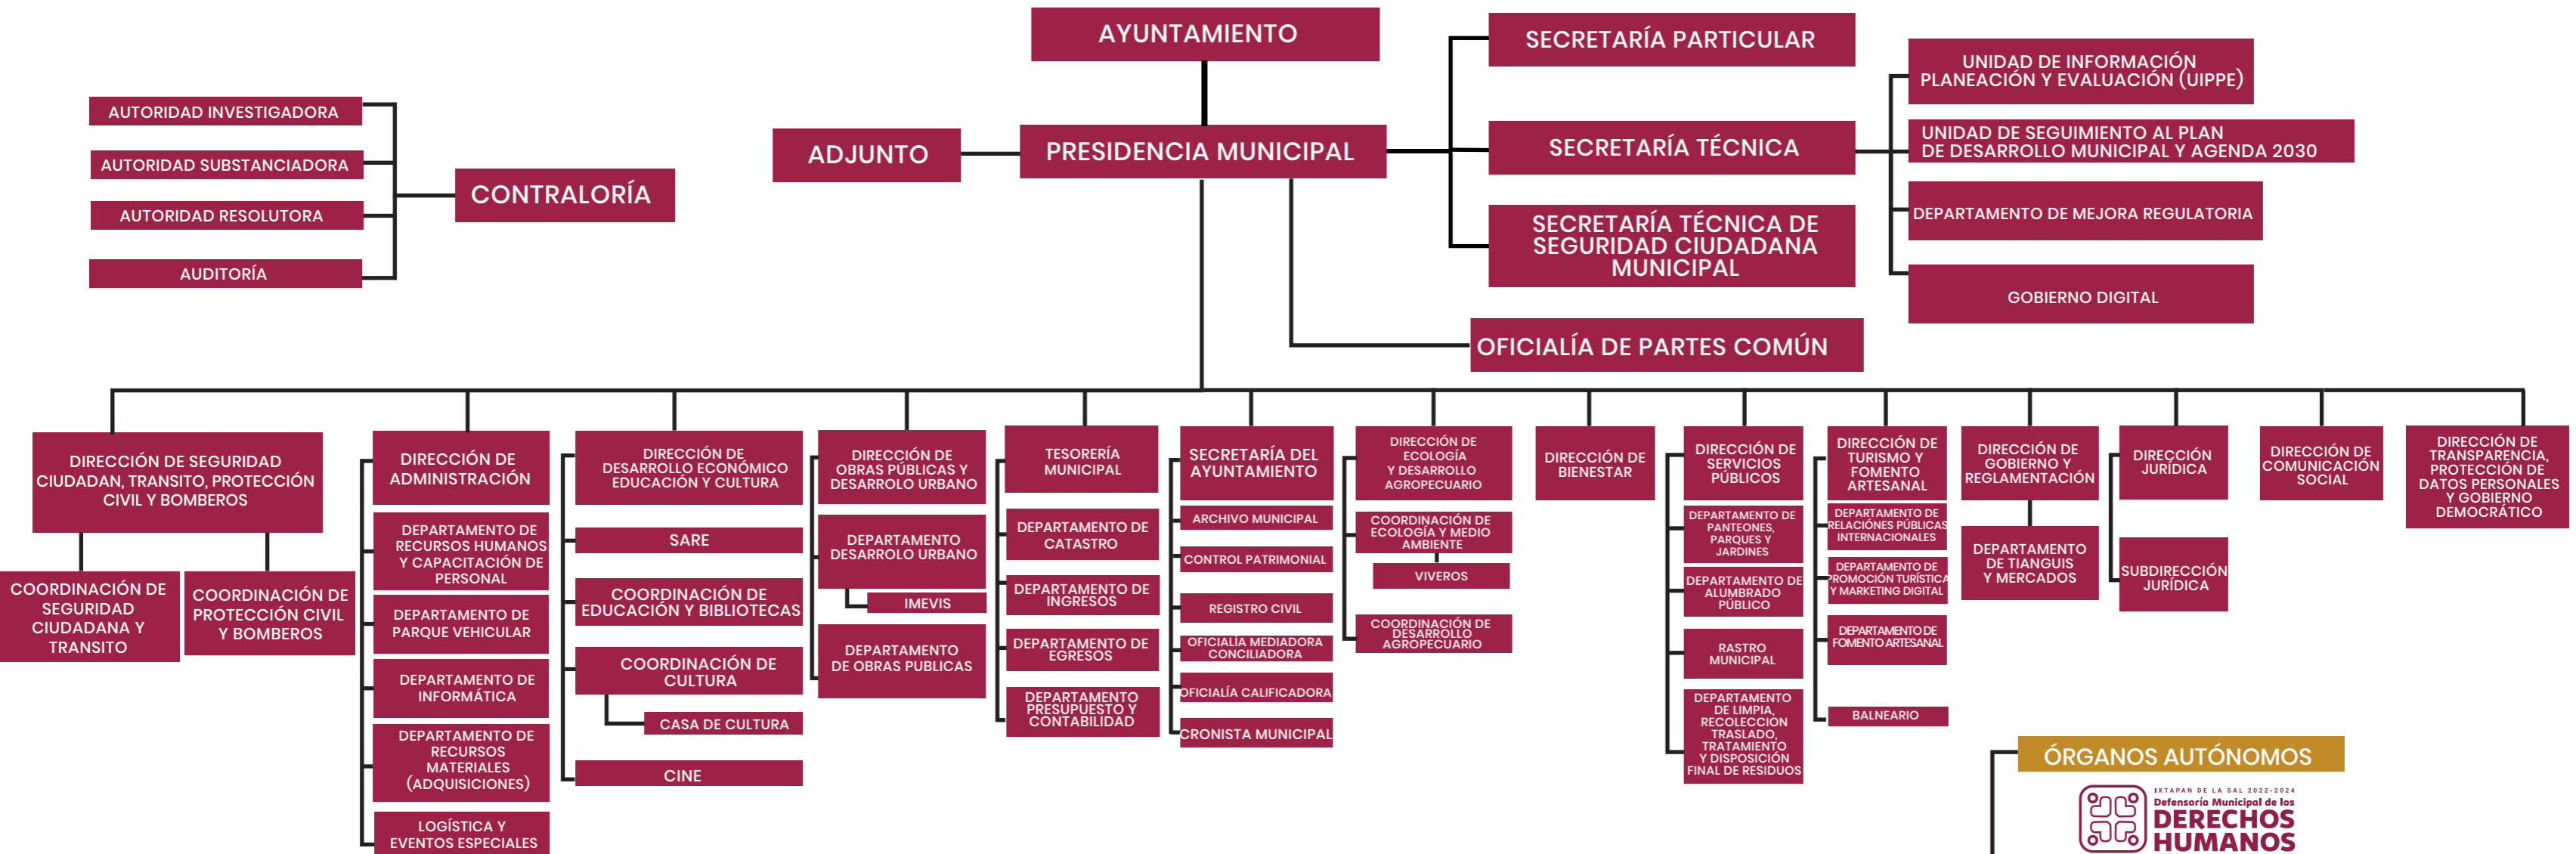 AYUNTAMIENTO
SECRETARÍA PARTICULAR
UNIDAD DE INFORMACIÓN
PLANEACIÓN Y EVALUACIÓN (UIPPE)
AUTORIDAD INVESTIGADORA
AUTORIDAD SUBSTANCIADORA
AUTORIDAD RESOLUTORA
AUDITORÍA
CONTRALORÍA
ADJUNTO
PRESIDENCIA MUNICIPAL
SECRETARÍA TÉCNICA
UNIDAD DE SEGUIMIENTO AL PLAN
DE DESARROLLO MUNICIPAL Y AGENDA 2030
DEPARTAMENTO DE MEJORA REGULATORIA
SECRETARÍA TÉCNICA DE
SEGURIDAD CIUDADANA
MUNICIPAL
GOBIERNO DIGITAL
OFICIALÍA DE PARTES COMÚN
DIRECCIÓN DE SEGURIDAD
CIUDADAN, TRANSITO, PROTECCIÓN
CIVIL Y BOMBEROS
COORDINACIÓN DE
SEGURIDAD
CIUDADANA Y
TRANSITO
COORDINACIÓN DE
PROTECCIÓN CIVIL
Y BOMBEROS
DIRECCIÓN DE
ADMINISTRACIÓN
DEPARTAMENTO DE
RECURSOS HUMANOS
Y CAPACITACIÓN DE
PERSONAL
DEPARTAMENTO DE
PARQUE VEHICULAR
DEPARTAMENTO DE
INFORMÁTICA
DEPARTAMENTO DE
RECURSOS
MATERIALES
(ADQUISICIONES)
LOGÍSTICA Y
EVENTOS ESPECIALES
DIRECCIÓN DE
DESARROLLO ECONÓMICO
EDUCACIÓN Y CULTURA
SARE
COORDINACIÓN DE
EDUCACIÓN Y BIBLIOTECAS
COORDINACIÓN DE
CULTURA
CASA DE CULTURA
CINE
DIRECCIÓN DE
OBRAS PÚBLICAS Y
DESARROLO URBANO
DEPARTAMENTO
DESARROLO URBANO
IMEVIS
DEPARTAMENTO
DE OBRAS PUBLICAS
TESORERÍA
MUNICIPAL
DEPARTAMENTO DE
CATASTRO
DEPARTAMENTO DE
INGRESOS
DEPARTAMENTO DE
EGRESOS
DEPARTAMENTO
PRESUPUESTO Y
CONTABILIDAD
SECRETARÍA DEL
AYUNTAMIENTO
ARCHIVO MUNICIPAL
CONTROL PATRIMONIAL
REGISTRO CIVIL
OFICIALÍA MEDIADORA
CONCILIADORA
OFICIALÍA CALIFICADORA
CRONISTA MUNICIPAL
DIRECCIÓN DE
ECOLOGÍA
Y DESARROLLO
AGROPECUARIO
COORDINACIÓN DE
ECOLOGÍA Y MEDIO
AMBIENTE
VIVEROS
COORDINACIÓN DE
DESARROLLO
AGROPECUARIO
DIRECCIÓN DE
BIENESTAR
DIRECCIÓN DE
SERVICIOS
PÚBLICOS
DEPARTAMENTO DE
PANTEONES,
PARQUES Y
JARDINES
DEPARTAMENTO DE
ALUMBRADO
PÚBLICO
RASTRO
MUNICIPAL
DEPARTAMENTO
DE LIMPIA,
RECOLECCION
TRASLADO,
TRATAMIENTO
Y DISPOSICIÓN
FINAL DE RESIDUOS
DIRECCIÓN DE
TURISMO Y
FOMENTO
ARTESANAL
DEPARTAMENTO DE
RELACIÓNES PÚBLICAS
INTERNACIONALES
DEPARTAMENTO DE
PROMOCIÓN TURÍSTICA
Y MARKETING DIGITAL
DEPARTAMENTO DE
FOMENTO ARTESANAL
BALNEARIO
DIRECCIÓN DE
GOBIERNO Y
REGLAMENTACIÓN
DEPARTAMENTO
DE TIANGUIS
Y MERCADOS
DIRECCIÓN
JURÍDICA
SUBDIRECCIÓN
JURÍDICA
DIRECCIÓN DE
COMUNICACIÓN
SOCIAL
DIRECCIÓN DE
TRANSPARENCIA,
PROTECCIÓN DE
DATOS PERSONALES
Y GOBIERNO
DEMOCRÁTICO
ÓRGANOS AUTÓNOMOS
IXTAPAN DE LA SAL 2022-2024
Defensoría Municipal de los
DERECHOS
HUMANOS